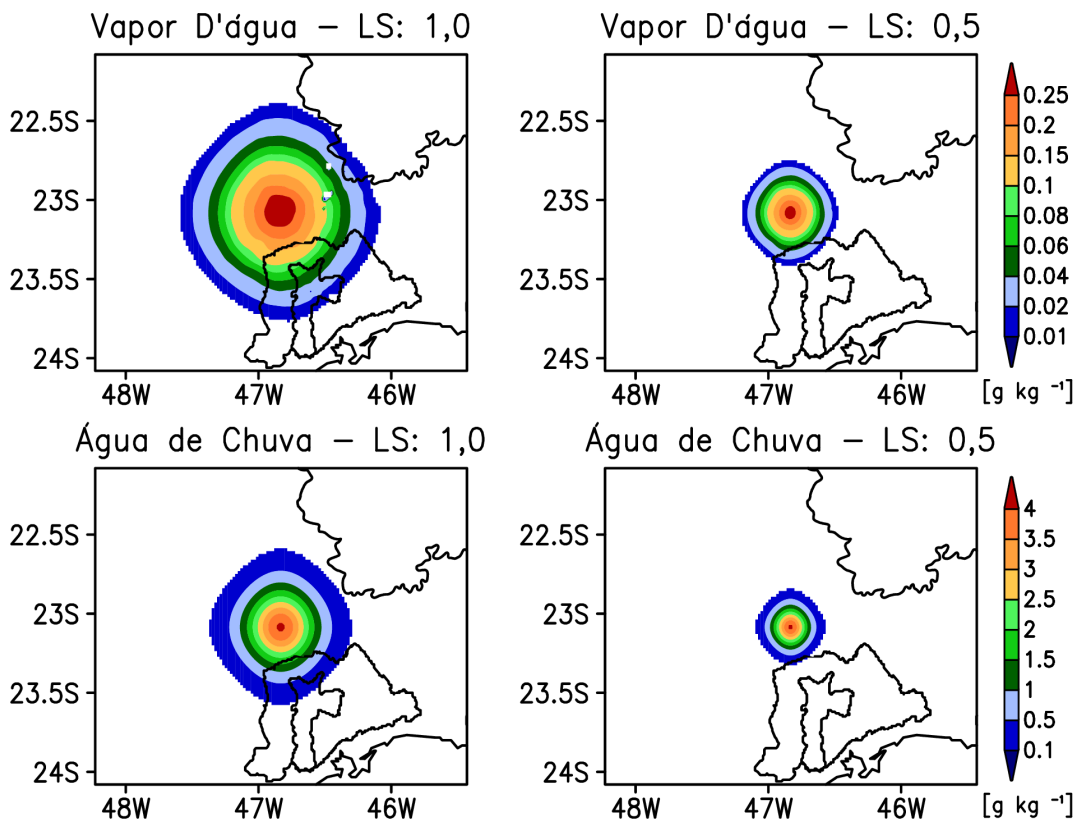 Vapor D'água – LS: 1,0
22.5S
23S
23.5S
24S
48W 47W 46W
Vapor D'água – LS: 0,5
22.5S
23S
23.5S
24S
48W 47W 46W
0.25
0.2
0.15
0.1
0.08
0.06
0.04
0.02
0.01
[g kg ⁻¹]
Água de Chuva – LS: 1,0
22.5S
23S
23.5S
24S
48W 47W 46W
Água de Chuva – LS: 0,5
22.5S
23S
23.5S
24S
48W 47W 46W
4
3.5
3
2.5
2
1.5
1
0.5
0.1
[g kg ⁻¹]